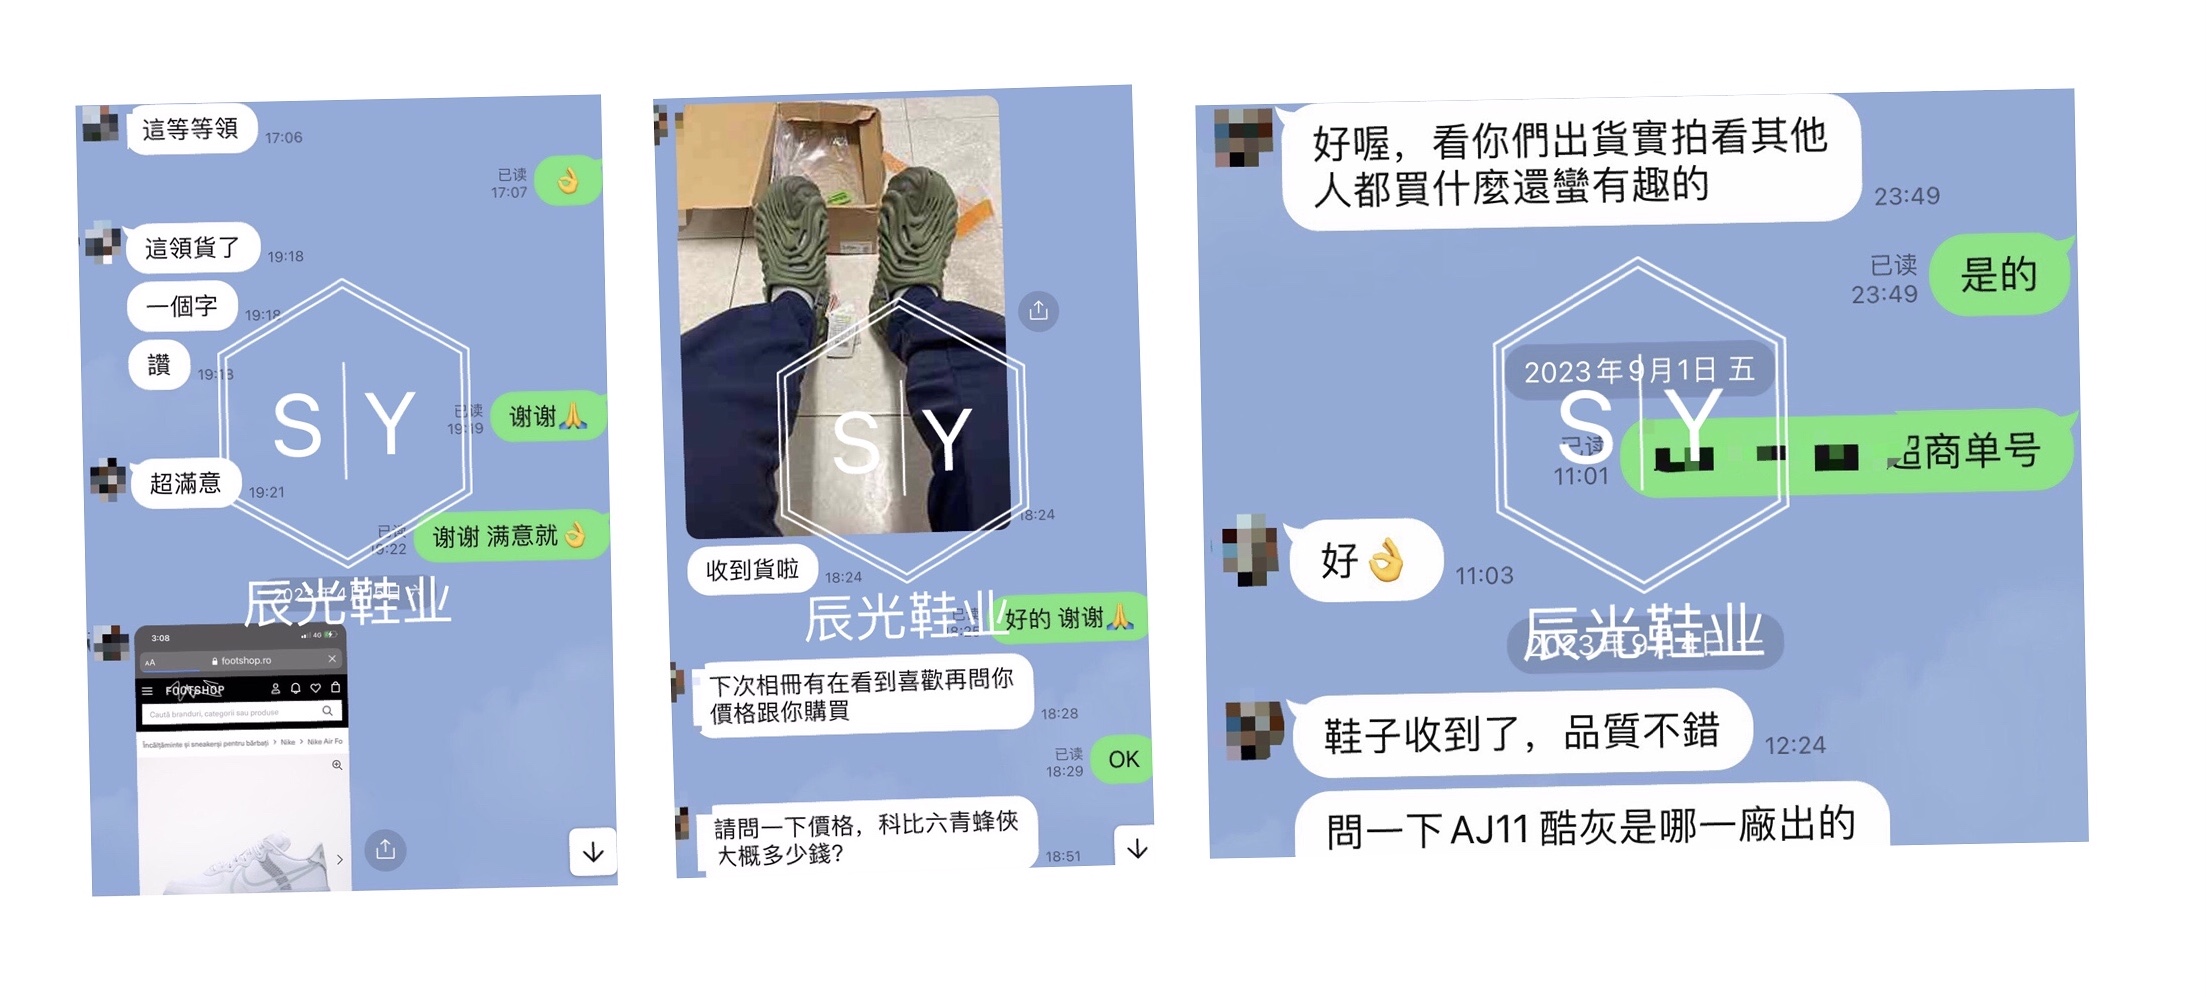 這等等領
17:06
已读
17:07
這領貨了
19:18
一個字
19:18
讚
19:18
已读
19:19
谢谢
超滿意
19:21
已读
19:22
谢谢 满意就
S Y
辰光鞋业
3:08
4G
AA
footshop.ro
FOOTSHOP
Caută branduri, categorii sau produse
Încălțăminte și sneakerși pentru bărbați > Nike > Nike Air Fo
18:24
收到貨啦
18:24
S Y
辰光鞋业
好的 谢谢
下次相冊有在看到喜歡再問你
價格跟你購買
18:28
已读
18:29
OK
請問一下價格，科比六青蜂俠
大概多少錢？
18:51
好喔，看你們出貨實拍看其他
人都買什麼還蠻有趣的
23:49
已读
23:49
是的
2023年9月1日 五
S Y
已读
11:01
超商单号
好
11:03
辰光鞋业
2023年9月4日 一
鞋子收到了，品質不錯
12:24
問一下AJ11酷灰是哪一廠出的